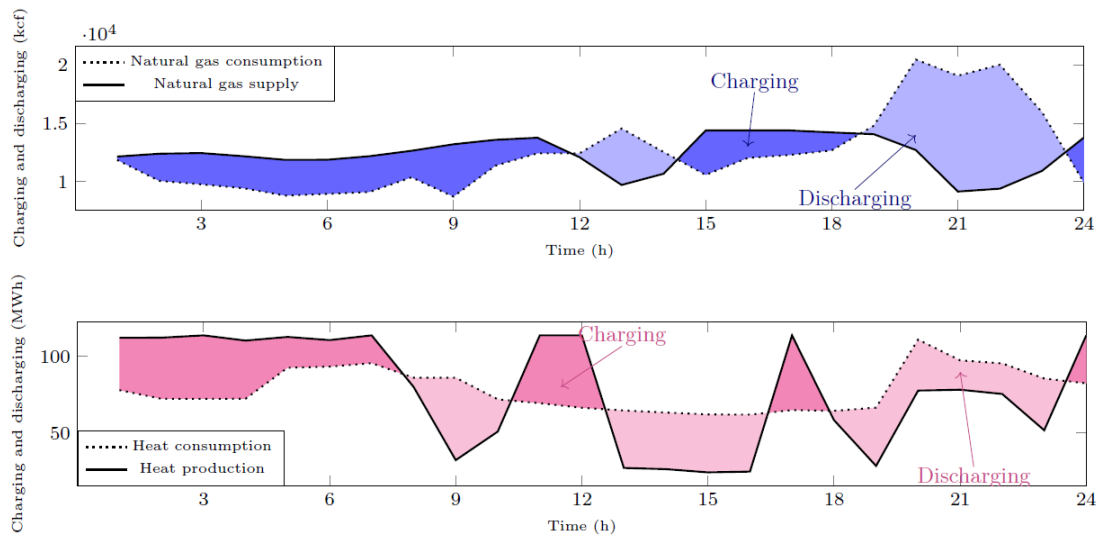 Charging and discharging (kcf)
·10⁴
2
1.5
1
Natural gas consumption
Natural gas supply
Charging
Discharging
3 6 9 12 15 18 21 24
Time (h)
Charging and discharging (MWh)
100
50
Charging
Heat consumption
Heat production
Discharging
3 6 9 12 15 18 21 24
Time (h)